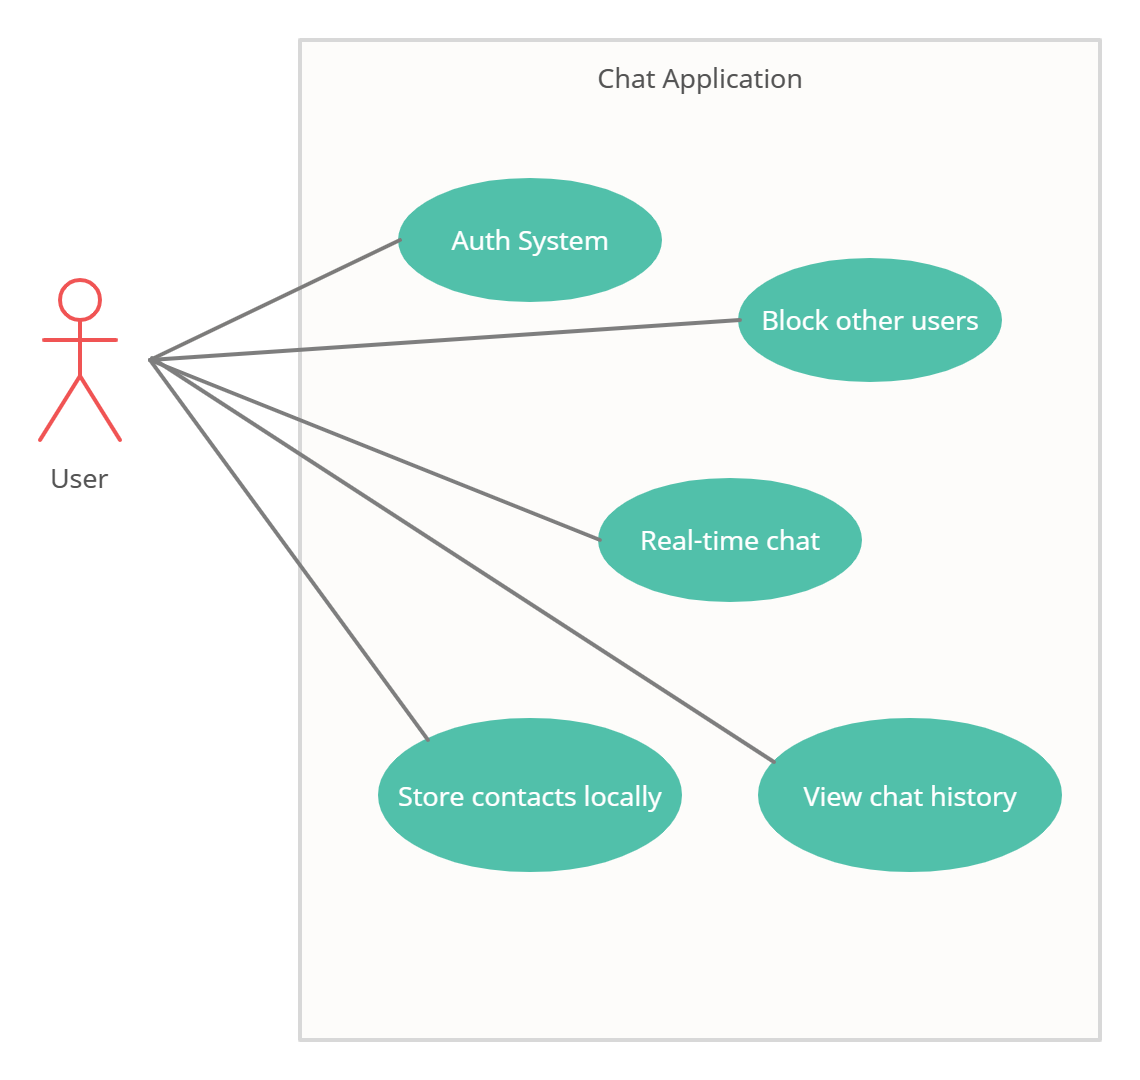 Chat Application
Auth System
Block other users
User
Real-time chat
Store contacts locally
View chat history